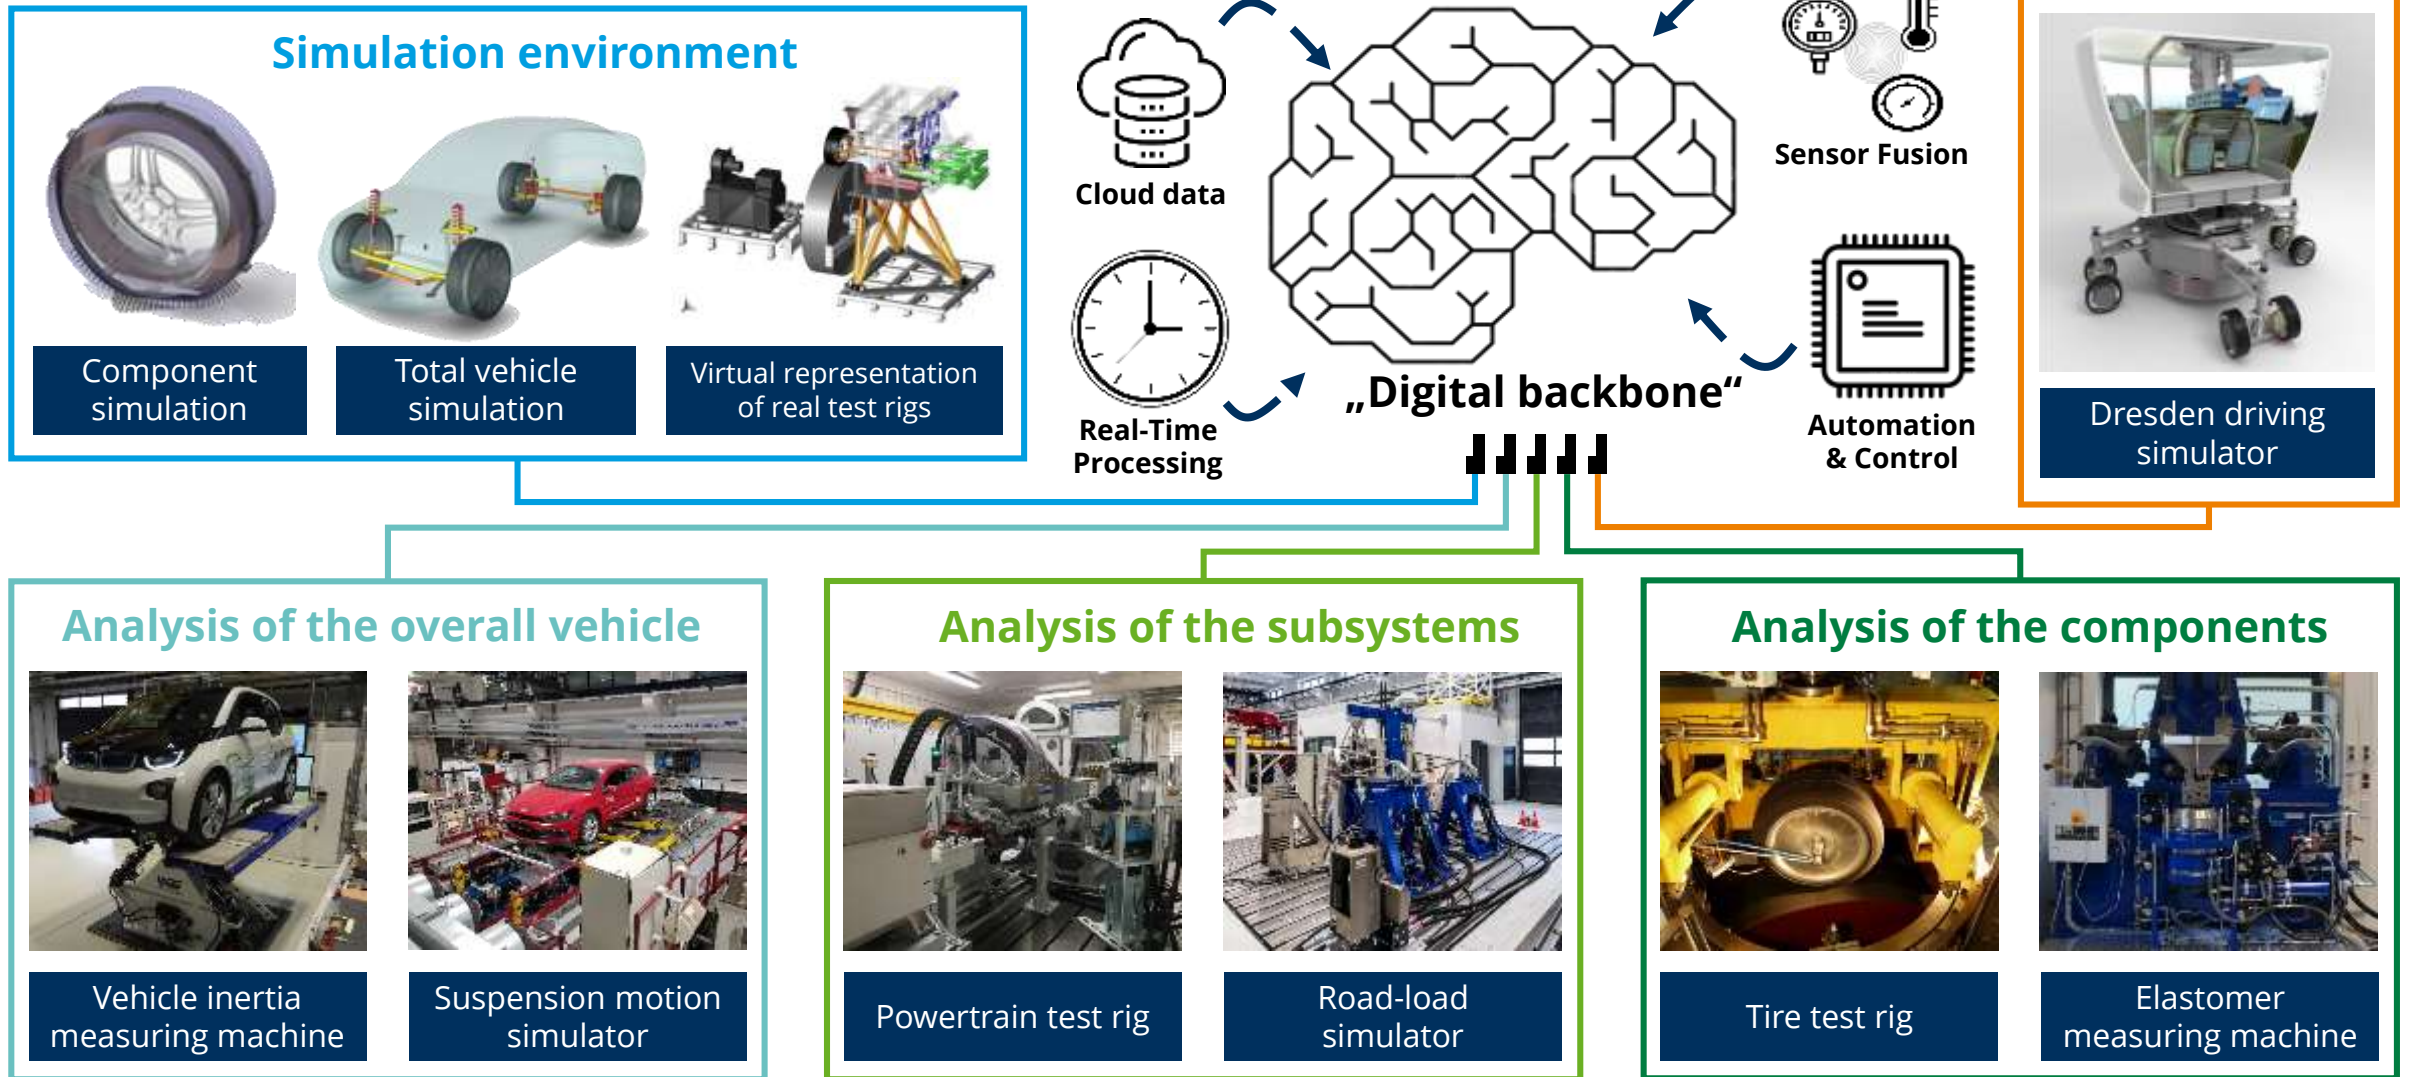 Simulation environment
Component
simulation
Total vehicle
simulation
Virtual representation
of real test rigs
Cloud data
Real-Time
Processing
„Digital backbone“
Sensor Fusion
Automation
& Control
Dresden driving
simulator
Analysis of the overall vehicle
Vehicle inertia
measuring machine
Suspension motion
simulator
Analysis of the subsystems
Powertrain test rig
Road-load
simulator
Analysis of the components
Tire test rig
Elastomer
measuring machine